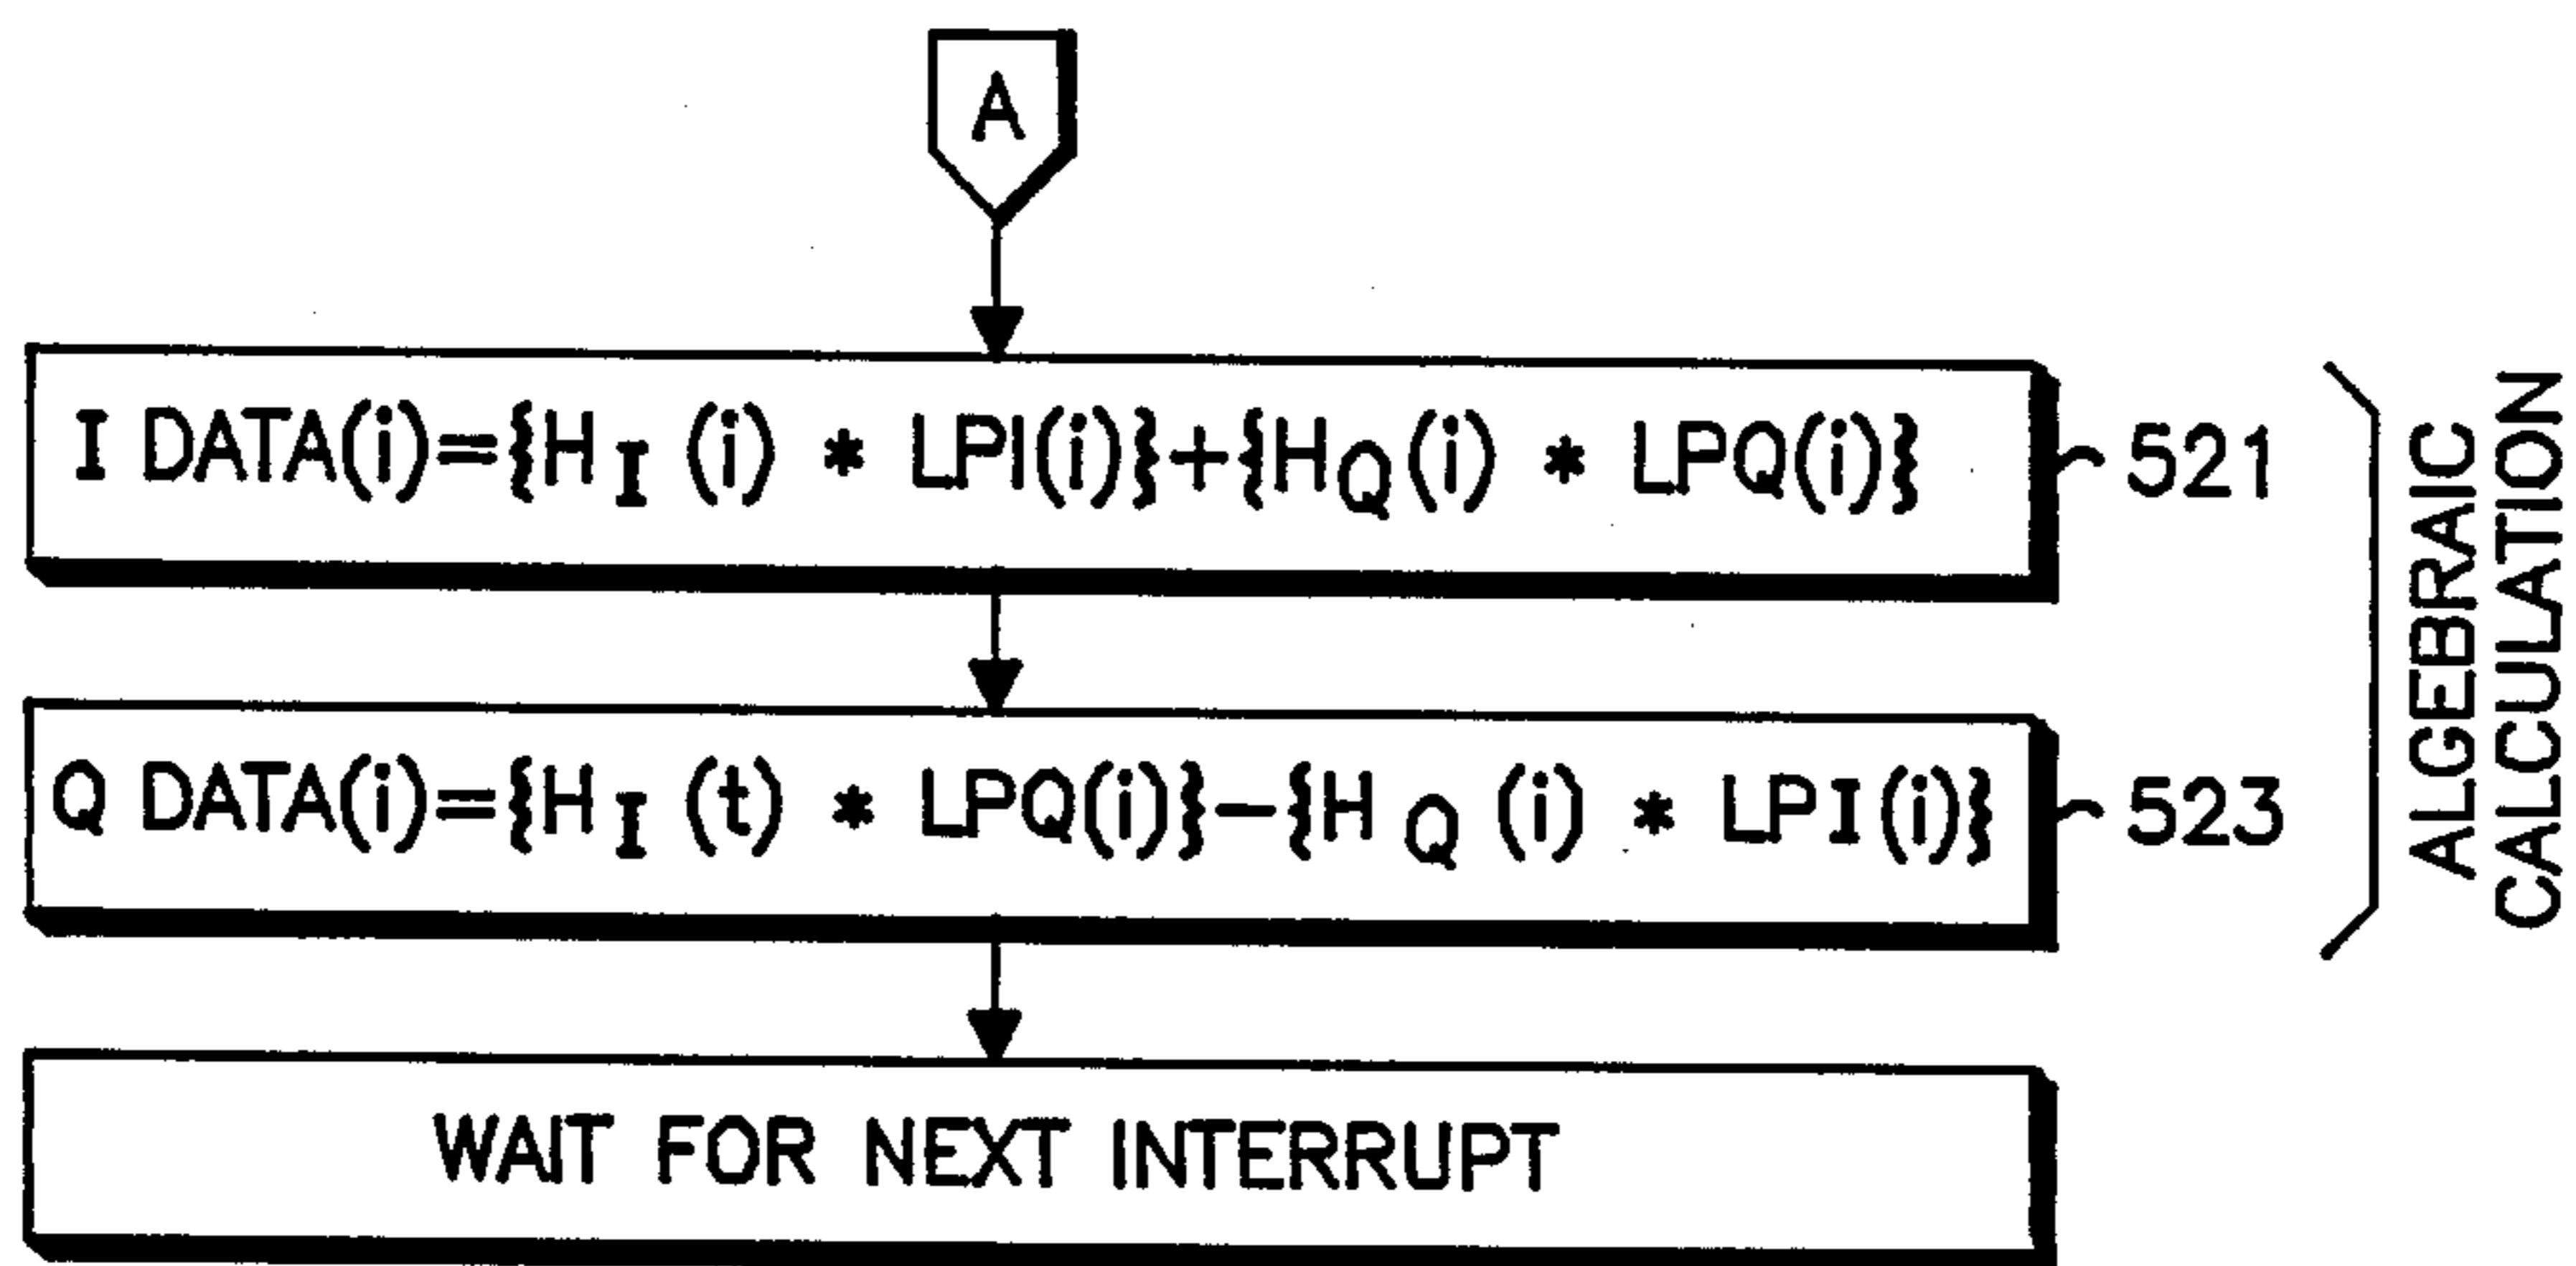 A
I DATA(i)={H_I (i) * LPI(i)}+{H_Q(i) * LPQ(i)}
521
Q DATA(i)={H_I (t) * LPQ(i)}-{H_Q (i) * LPI(i)}
523
WAIT FOR NEXT INTERRUPT
ALGEBRAIC
CALCULATION